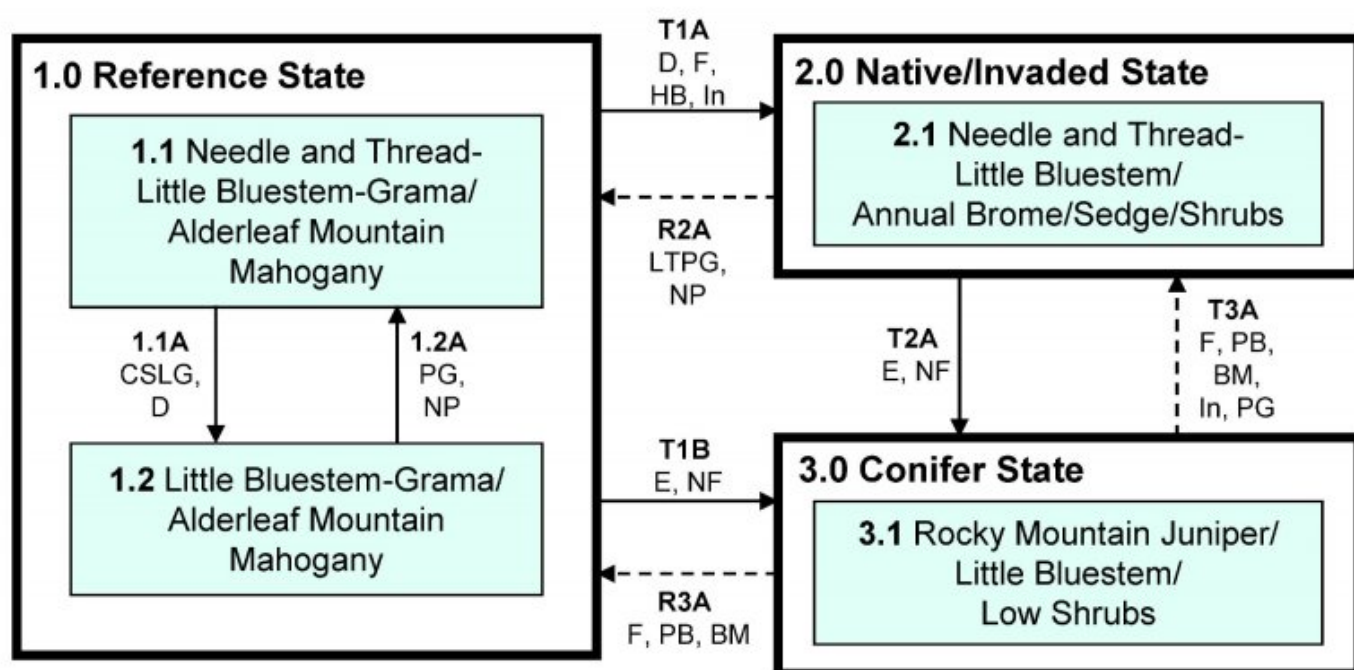 1.0 Reference State
1.1 Needle and Thread-
Little Bluestem-Grama/
Alderleaf Mountain
Mahogany
1.1A
CSLG,
D
1.2A
PG,
NP
1.2 Little Bluestem-Grama/
Alderleaf Mountain
Mahogany
T1A
D, F,
HB, In
R2A
LTPG,
NP
T1B
E, NF
R3A
F, PB, BM
2.0 Native/Invaded State
2.1 Needle and Thread-
Little Bluestem/
Annual Brome/Sedge/Shrubs
T2A
E, NF
T3A
F, PB,
BM,
In, PG
3.0 Conifer State
3.1 Rocky Mountain Juniper/
Little Bluestem/
Low Shrubs